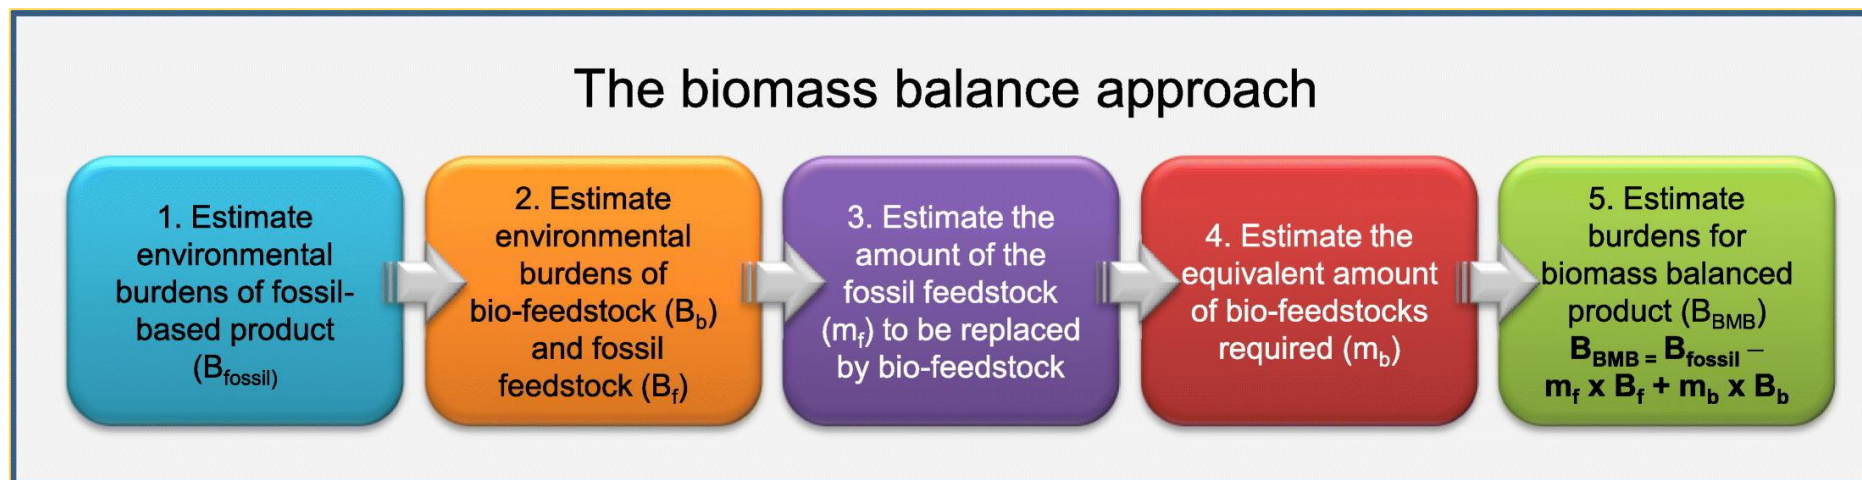 The biomass balance approach
1. Estimate
environmental
burdens of fossil-
based product
(Bfossil)
2. Estimate
environmental
burdens of
bio-feedstock (Bb)
and fossil
feedstock (Bf)
3. Estimate the
amount of the
fossil feedstock
(mf) to be replaced
by bio-feedstock
4. Estimate the
equivalent amount
of bio-feedstocks
required (mb)
5. Estimate
burdens for
biomass balanced
product (BBMB)
BBMB = Bfossil –
mf x Bf + mb x Bb